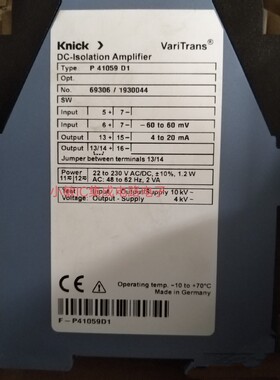 Knick > VariTrans®
DC-Isolation Amplifier
Type P 41059 D1
Opt.
No. 69306 / 1930044
SW
Input 5 + 7 –
Input 6 + 7 – –60 to 60 mV
Output 13 + 15 – 4 to 20 mA
Output 13/14 + 16 –
Jumper between terminals 13/14
Power 22 to 230 V AC/DC, ±10%, 1.2 W
11 12 AC: 48 to 62 Hz, 2 VA
Test Input - Output/Supply 10 kV ~
Voltage: Output - Supply 4 kV ~
CE Operating temp. –10 to +70°C
Made in Germany
F – P41059D1